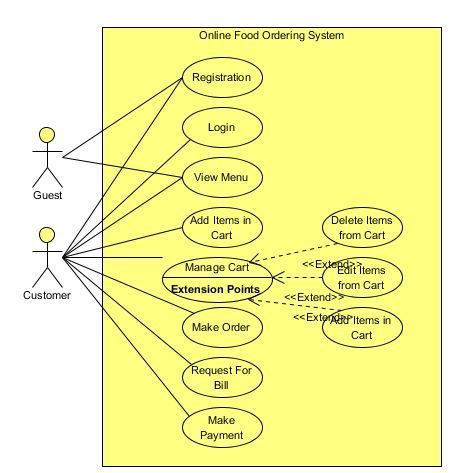 Online Food Ordering System
Registration
Login
Guest
View Menu
Add Items in
Cart
Delete Items
from Cart
Customer
Manage Cart
Extension Points
<<Extend>>
Edit Items
from Cart
<<Extend>>
Make Order
<<Extend>>
Add Items in
Cart
Request For
Bill
Make
Payment